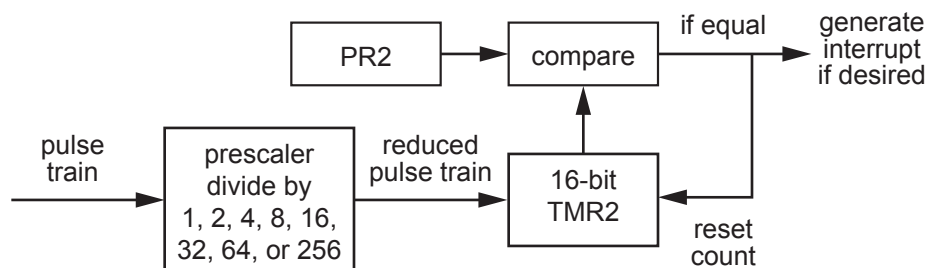 PR2
compare
if equal
generate
interrupt
if desired
pulse
train
prescaler
divide by
1, 2, 4, 8, 16,
32, 64, or 256
reduced
pulse train
16-bit
TMR2
reset
count